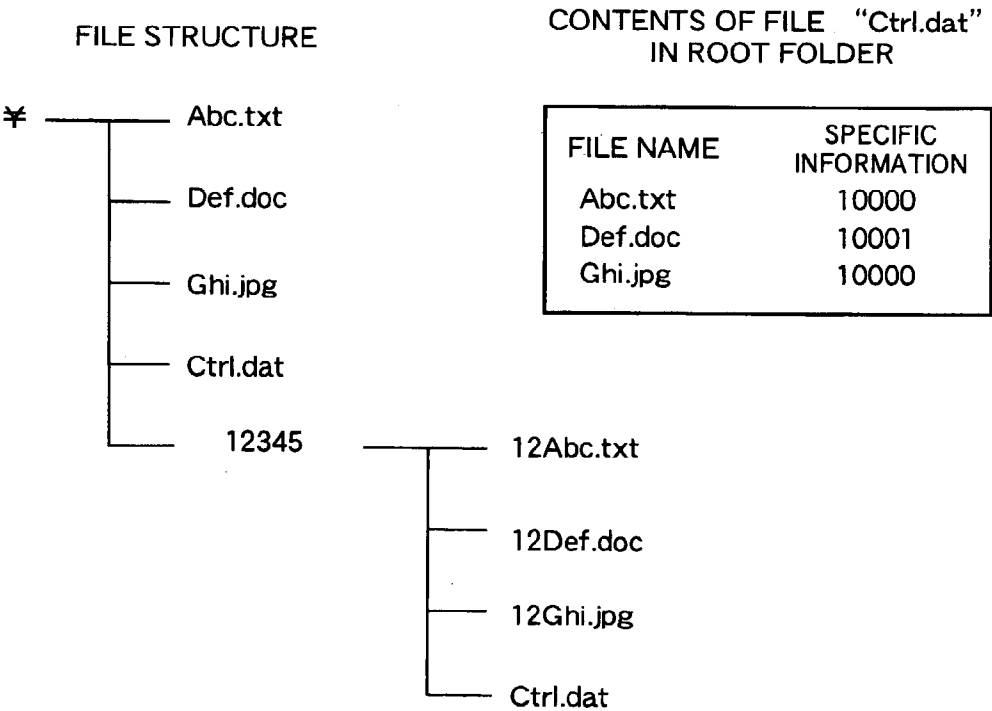 FILE STRUCTURE
CONTENTS OF FILE “Ctrl.dat”
IN ROOT FOLDER
¥
Abc.txt
Def.doc
Ghi.jpg
Ctrl.dat
12345
12Abc.txt
12Def.doc
12Ghi.jpg
Ctrl.dat
FILE NAME
SPECIFIC
INFORMATION
Abc.txt 10000
Def.doc 10001
Ghi.jpg 10000